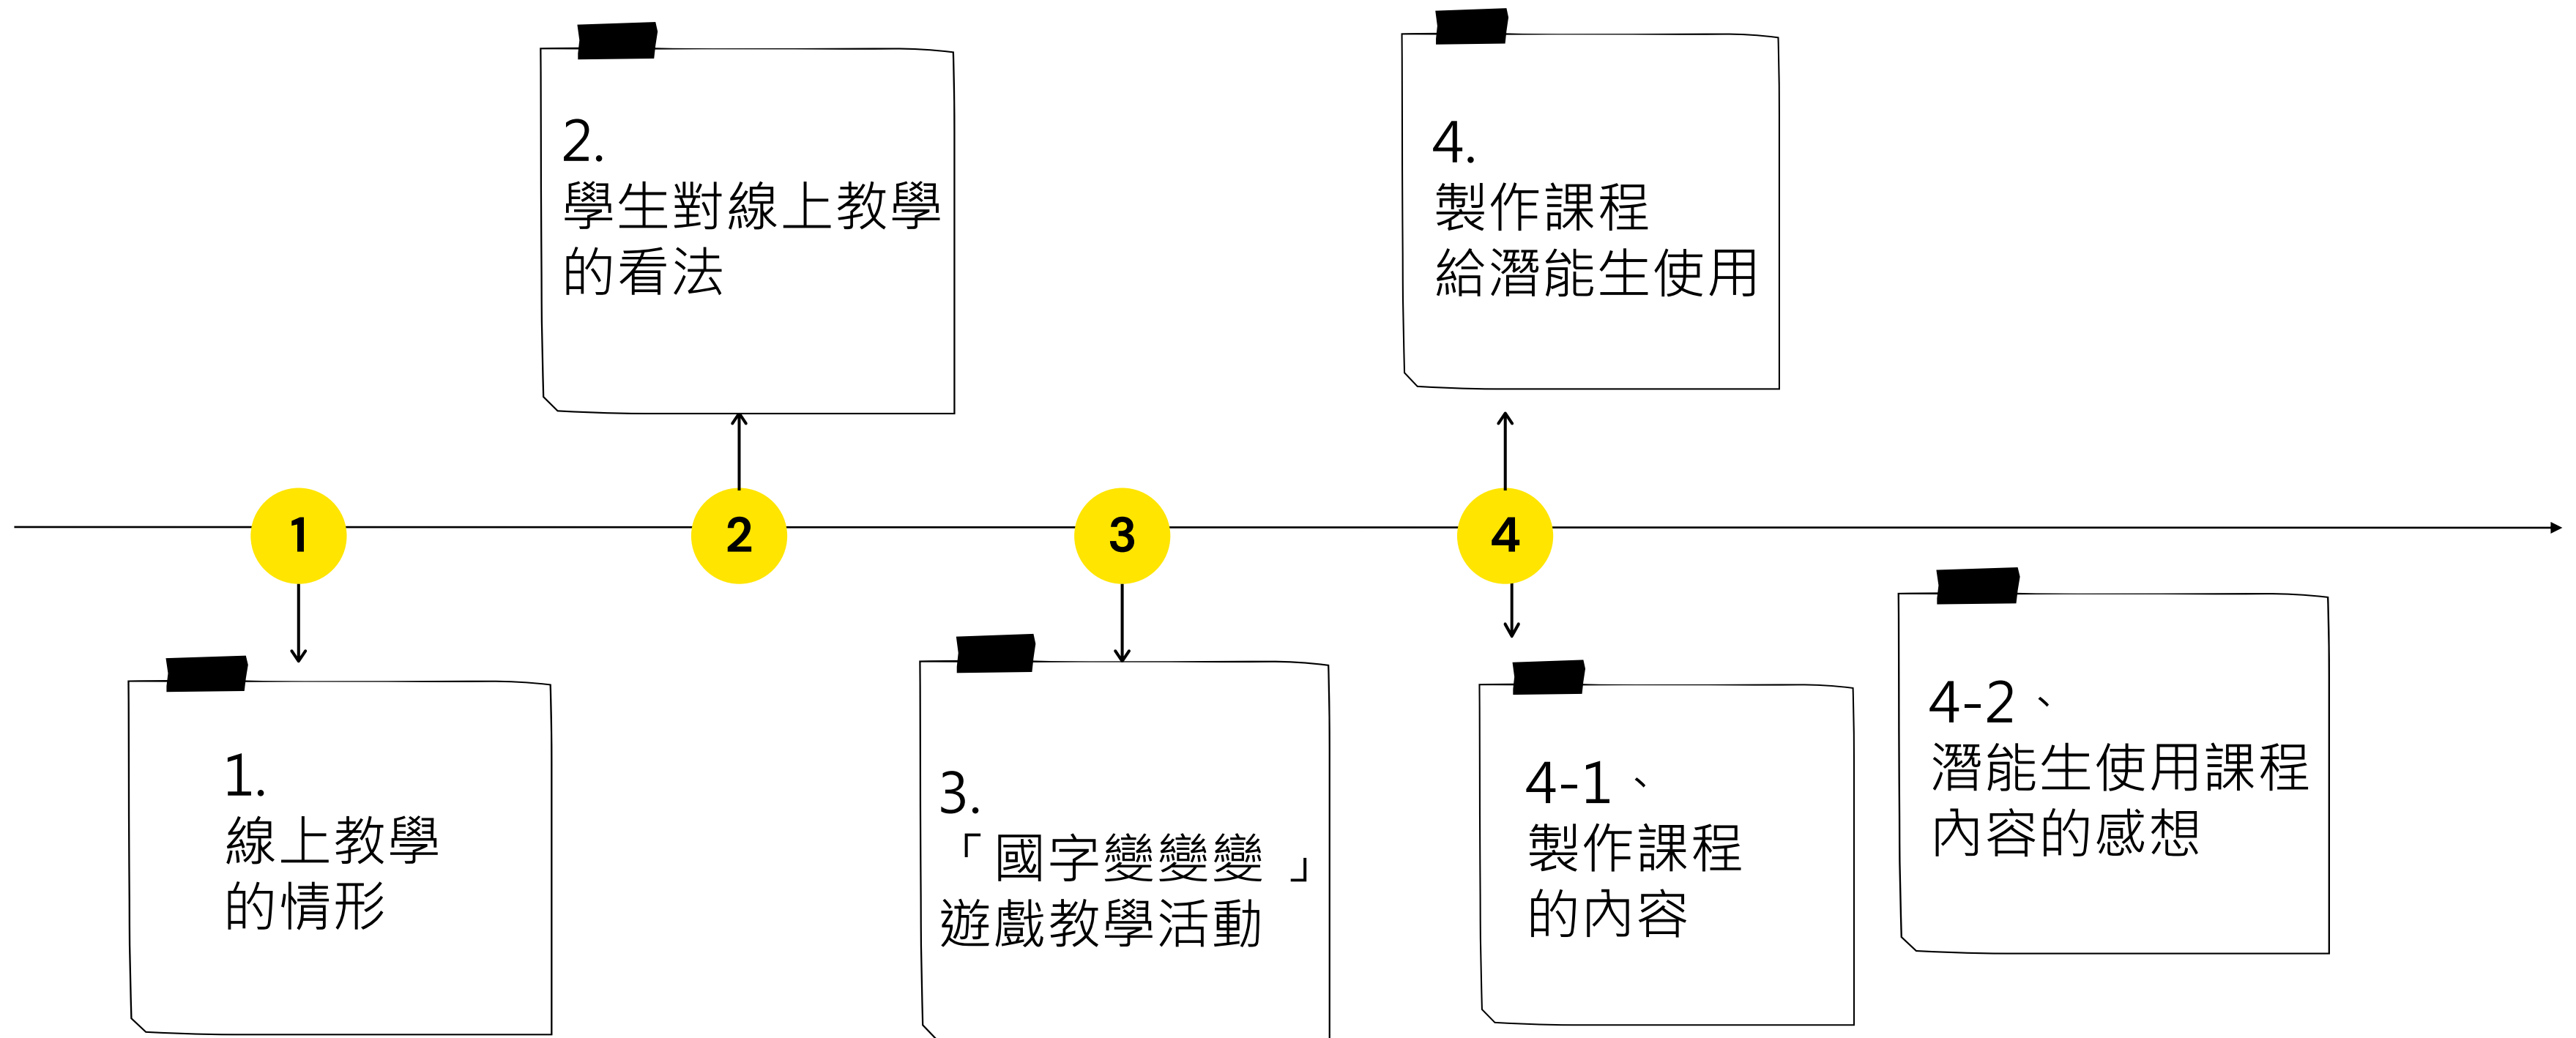 2.
學生對線上教學
的看法
4.
製作課程
給潛能生使用
1
2
3
4
1.
線上教學
的情形
3.
「國字變變變 」
遊戲教學活動
4-1、
製作課程
的內容
4-2、
潛能生使用課程
內容的感想